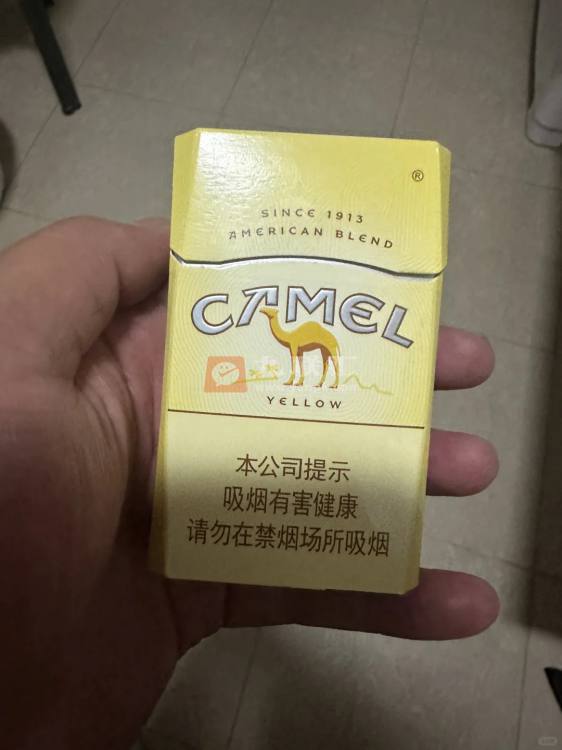 ®
SINCE 1913
AMERICAN BLEND
CAMEL
YELLOW
本公司提示
吸烟有害健康
请勿在禁烟场所吸烟